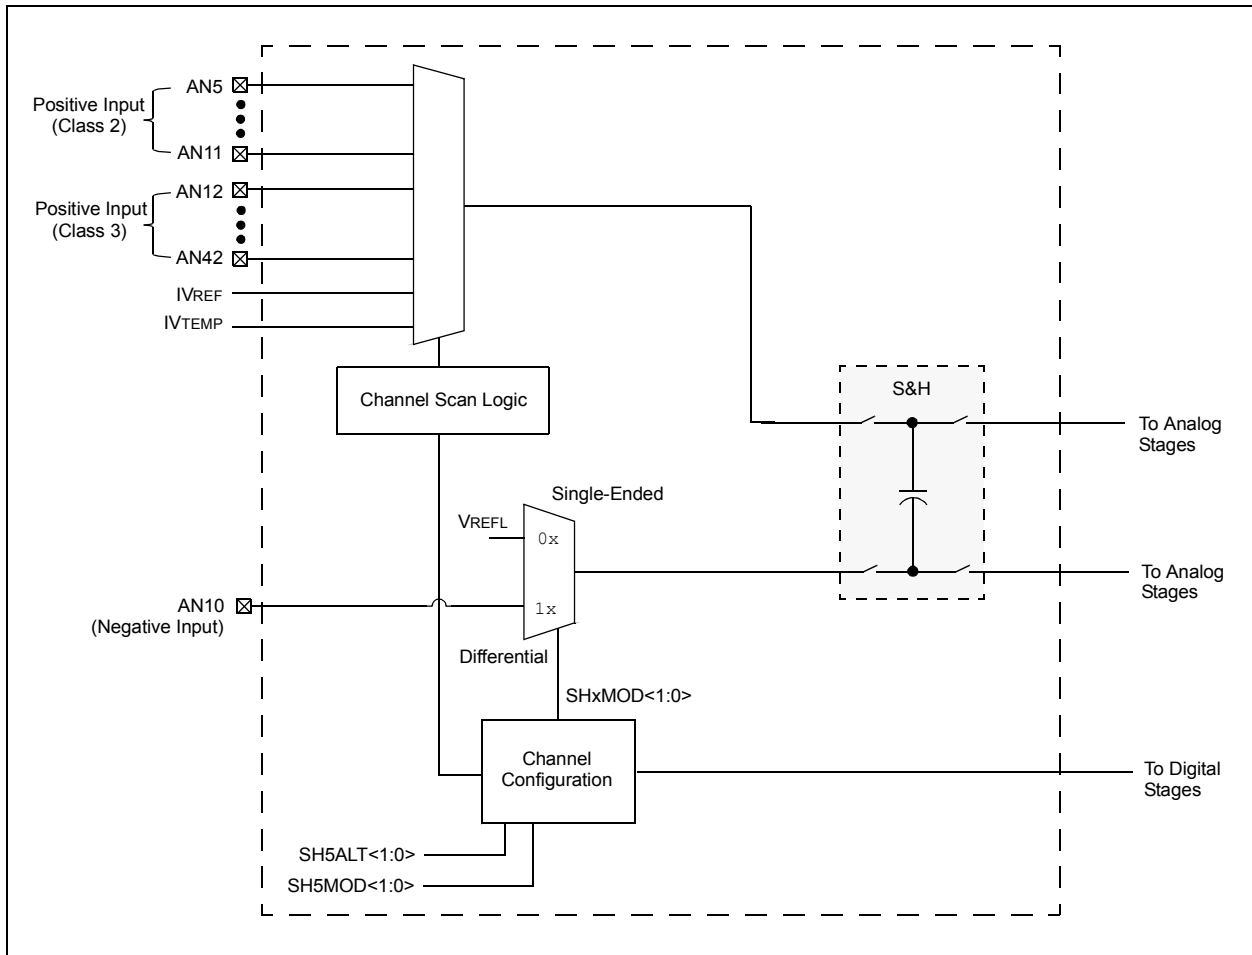 AN5
Positive Input
(Class 2)
AN11
AN12
Positive Input
(Class 3)
AN42
IVREF
IVTEMP
Channel Scan Logic
S&H
To Analog
Stages
Single-Ended
VREFL
0x
To Analog
Stages
AN10
(Negative Input)
1x
Differential
SHxMOD<1:0>
Channel
Configuration
To Digital
Stages
SH5ALT<1:0>
SH5MOD<1:0>